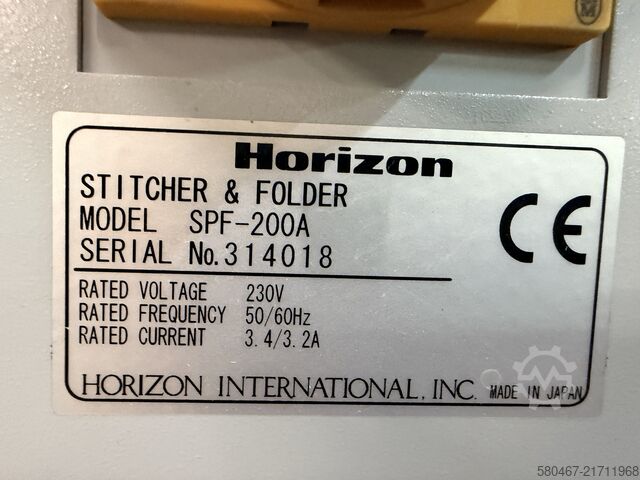 Horizon
STITCHER & FOLDER
MODEL SPF-200A
SERIAL No. 314018
CE
RATED VOLTAGE 230V
RATED FREQUENCY 50/60Hz
RATED CURRENT 3.4/3.2A
HORIZON INTERNATIONAL, INC. MADE IN JAPAN
580467-21711968